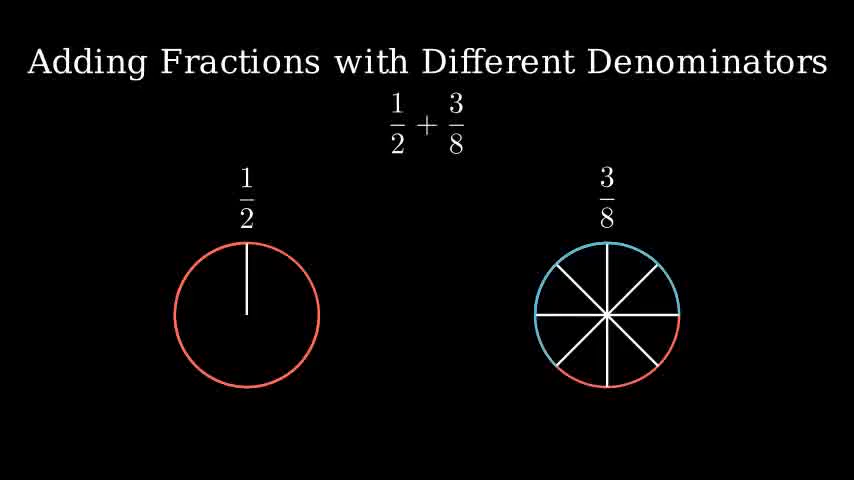 Adding Fractions with Different Denominators
1/2 + 3/8
1/2
3/8